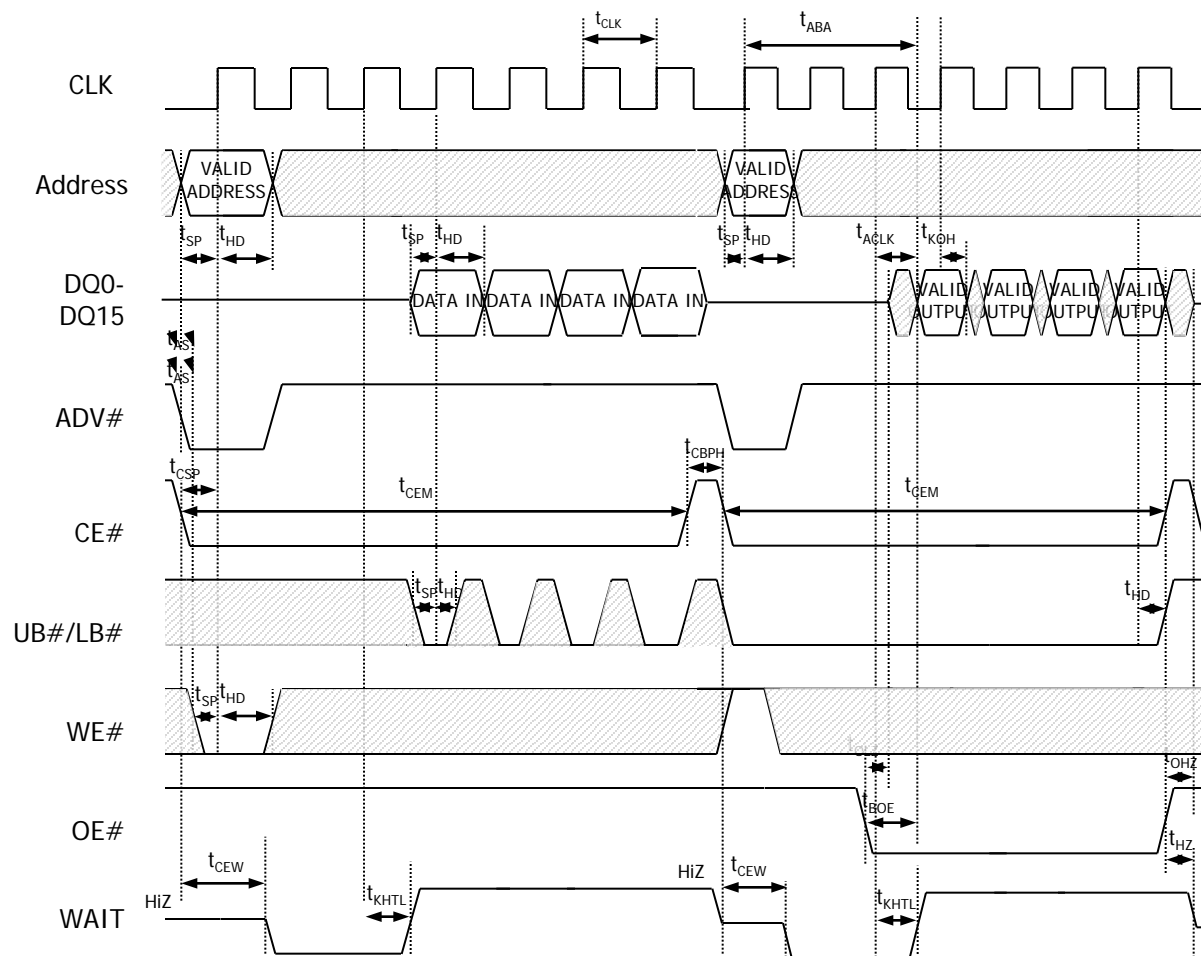 tCLK
tABA
CLK
Address
VALID
ADDRESS
VALID
ADDRESS
tSP
tHD
tSP
tHD
tSP
tHD
tACLK
tKOH
DQ0-
DQ15
DATA IN
DATA IN
DATA IN
DATA IN
VALID
VALID
VALID
VALID
tAS
tAS
ADV#
tCBPH
tCSP
tCEM
tCEM
CE#
tSP
tHD
tHD
UB#/LB#
tSP
tHD
WE#
tOHZ
tBOE
OE#
tHZ
tCEW
HiZ
tCEW
HiZ
tKHTL
tKHTL
WAIT